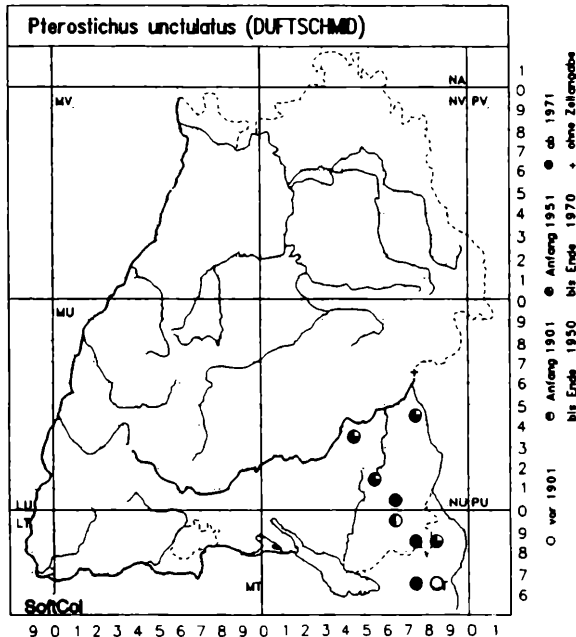 Pterostichus unctulatus (DUFTSCHMID)
NA
1
0
MV
NV PV
9
8
7
6
5
4
3
2
1
0
MU
9
8
7
6
5
4
3
2
1
LU
NU PU
0
LT
9
8
7
MT
6
SoftCol
9 0 1 2 3 4 5 6 7 8 9 0 1 2 3 4 5 6 7 8 9 0 1
○ vor 1901
Anfang 1901
bis Ende 1950
Anfang 1951
bis Ende 1970
● ab 1971
+ ohne Zeitangabe